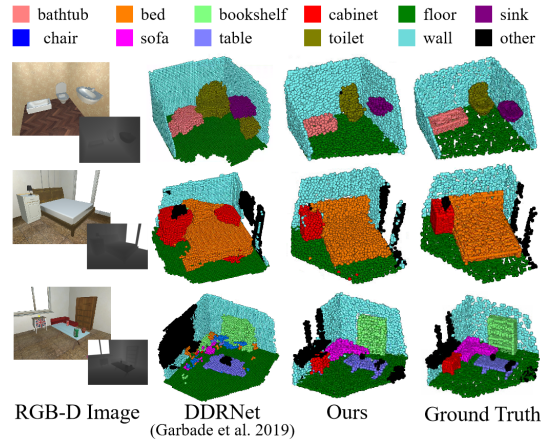 bathtub bed bookshelf cabinet floor sink
chair sofa table toilet wall other
RGB-D Image DDRNet Ours Ground Truth
(Garbade et al. 2019)